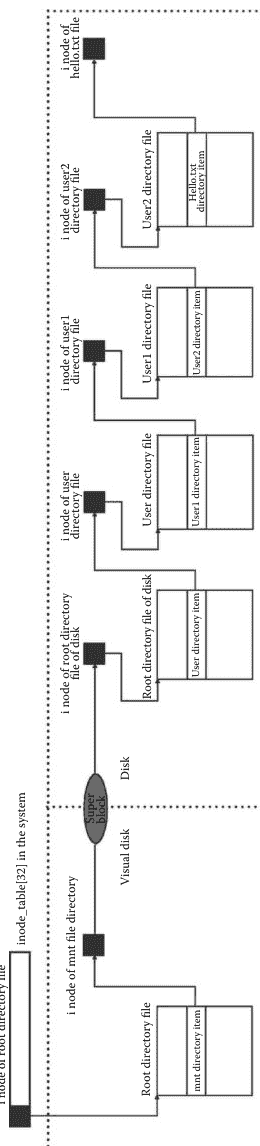 i node of root directory file
inode_table[32] in the system
i node of mnt file directory
i node of root directory
file of disk
i node of user
directory file
i node of user1
directory file
i node of user2
directory file
i node of
hello.txt file
Super
block
Visual disk
Disk
Root directory file
Root directory file of disk
User directory file
User1 directory file
User2 directory file
mnt directory item
User directory item
User1 directory item
User2 directory item
Hello.txt
directory item